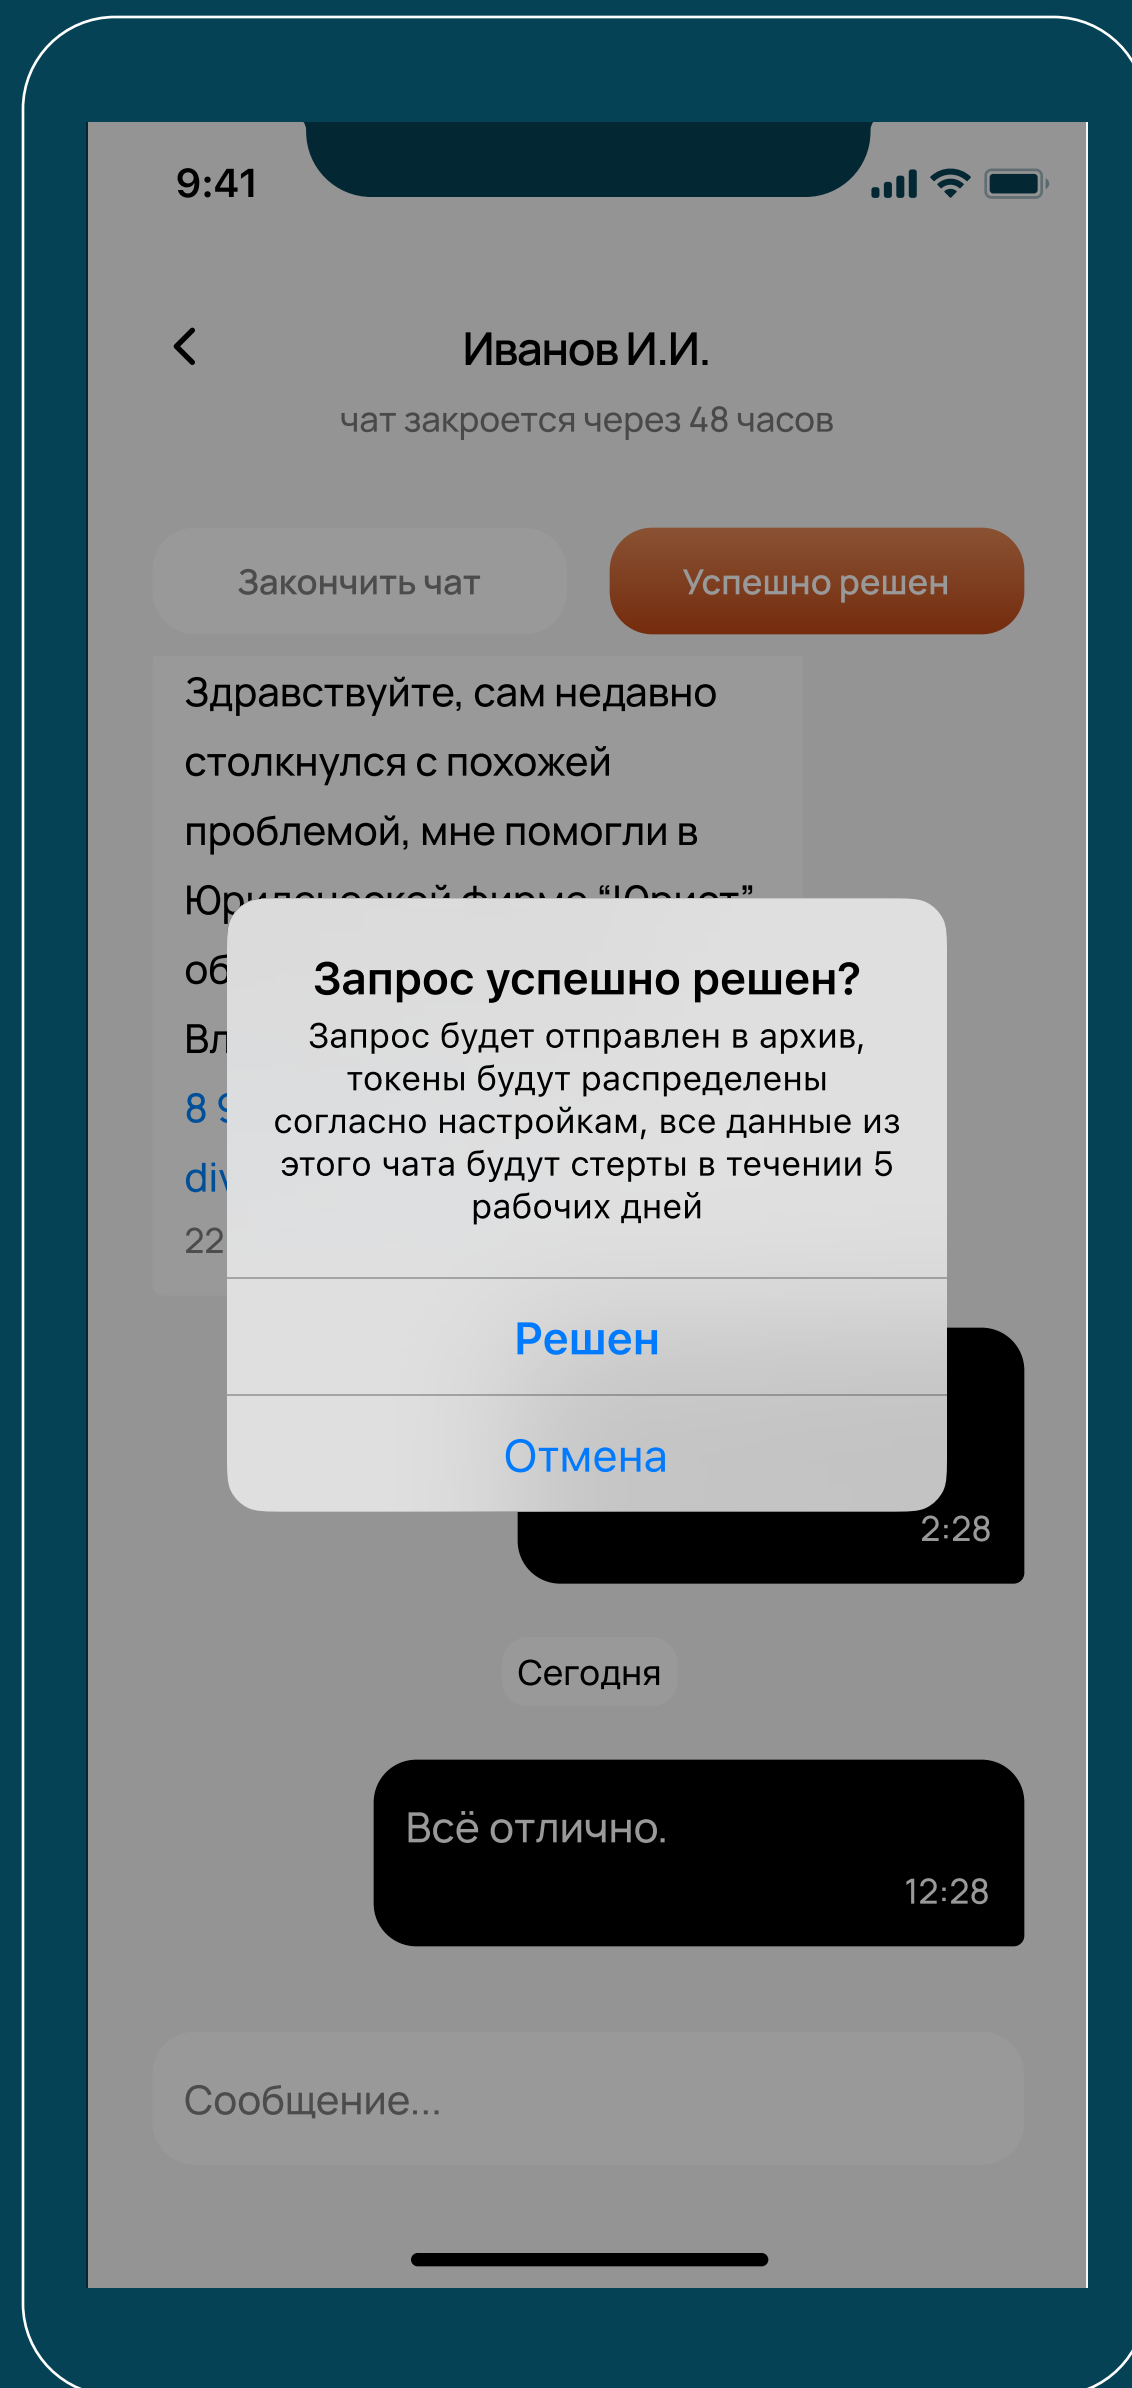 9:41
Иванов И.И.
чат закроется через 48 часов
Закончить чат
Успешно решен
Здравствуйте, сам недавно
столкнулся с похожей
проблемой, мне помогли в
Запрос успешно решен?
Запрос будет отправлен в архив,
токены будут распределены
согласно настройкам, все данные из
этого чата будут стерты в течении 5
рабочих дней
Решен
Отмена
2:28
Сегодня
Всё отлично.
12:28
Сообщение...